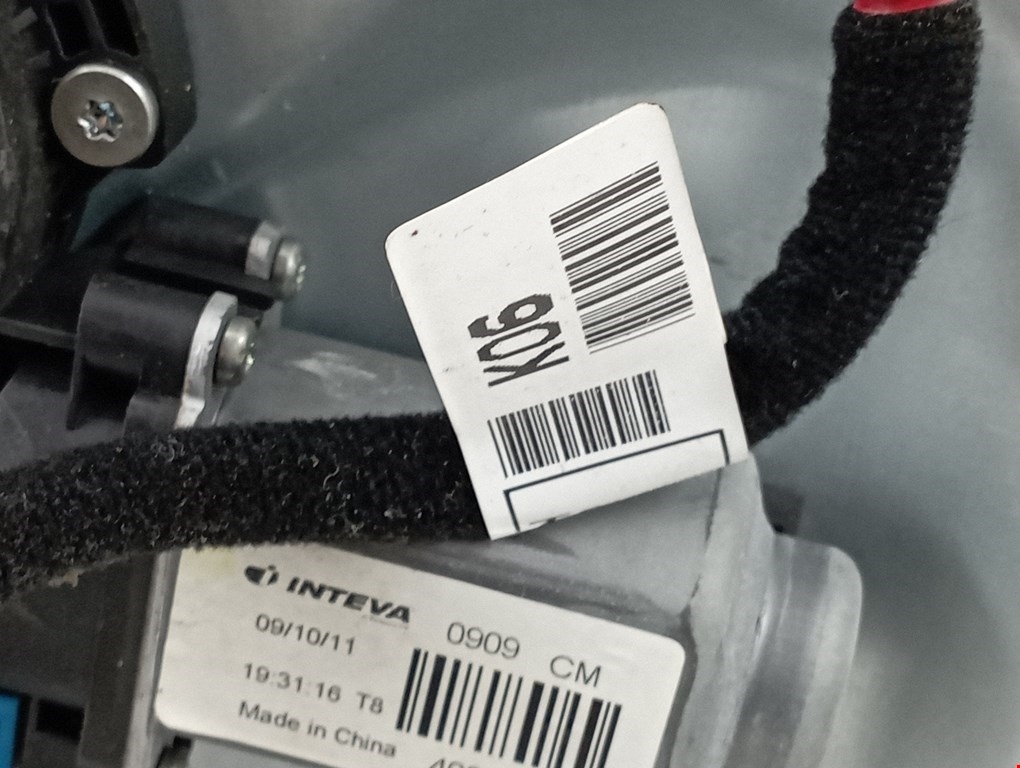 K06
INTEVA
0909 CM
09/10/11
19:31:16 T8
Made in China